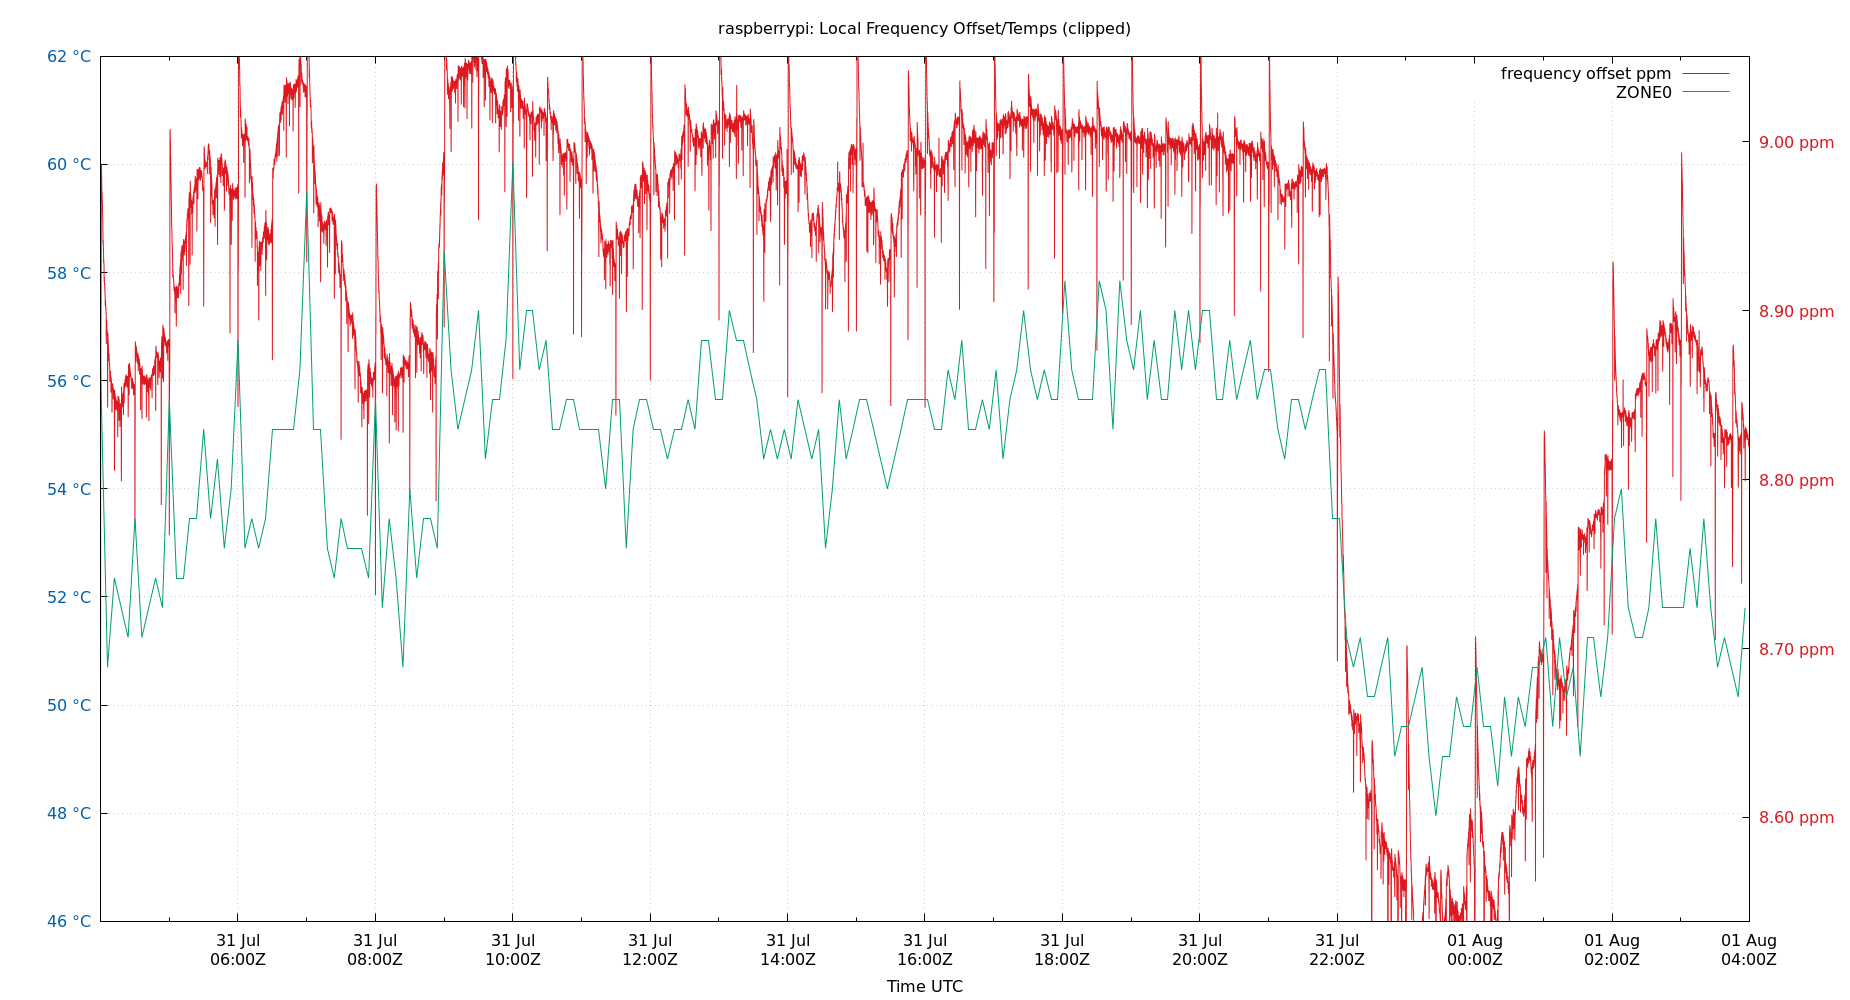 raspberrypi: Local Frequency Offset/Temps (clipped)
frequency offset ppm
ZONE0
62 °C
60 °C
58 °C
56 °C
54 °C
52 °C
50 °C
48 °C
46 °C
9.00 ppm
8.90 ppm
8.80 ppm
8.70 ppm
8.60 ppm
31 Jul 31 Jul 31 Jul 31 Jul 31 Jul 31 Jul 31 Jul 31 Jul 31 Jul 01 Aug 01 Aug 01 Aug
06:00Z 08:00Z 10:00Z 12:00Z 14:00Z 16:00Z 18:00Z 20:00Z 22:00Z 00:00Z 02:00Z 04:00Z
Time UTC